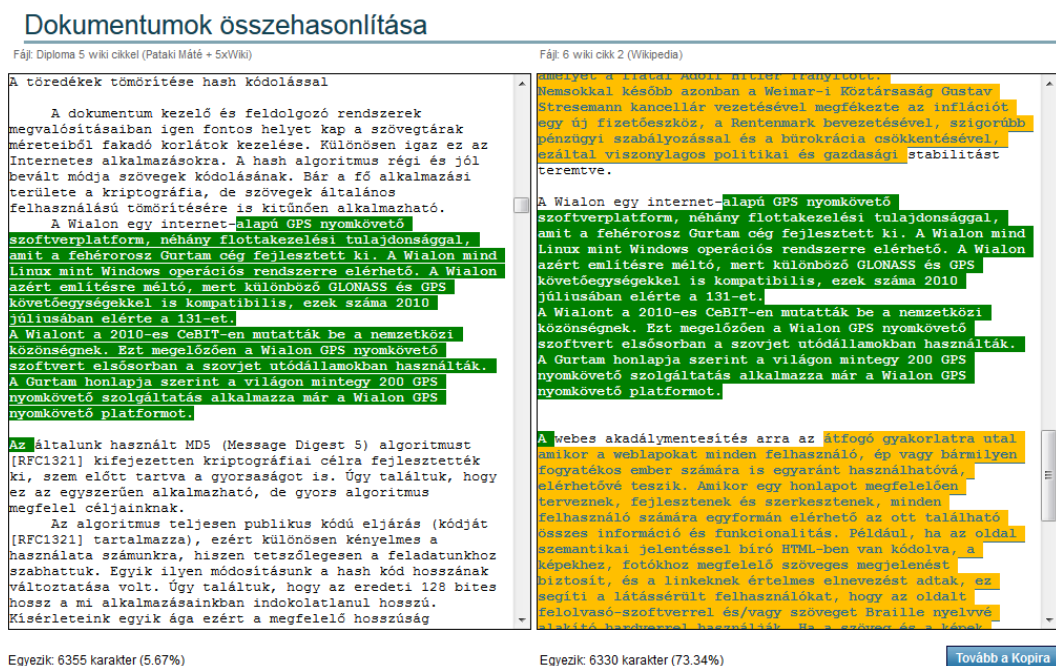 Dokumentumok összehasonlítása
Fájl: Diploma 5 wiki cikkel (Pataki Máté + 5xWiki)
A töredékek tömörítése hash kódolással
A dokumentum kezelő és feldolgozó rendszerek
megvalósításaiban igen fontos helyet kap a szövegtárak
méreteiből fakadó korlátok kezelése. Különösen igaz ez az
Internetes alkalmazásokra. A hash algoritmus régi és jól
bevált módja szövegek kódolásának. Bár a fő alkalmazási
területe a kriptográfia, de szövegek általános
felhasználású tömörítésére is kitűnően alkalmazható.
A Wialon egy internet-alapú GPS nyomkövető
szoftverplatform, néhány flottakezelési tulajdonsággal,
amit a fehérorosz Gurtam cég fejlesztett ki. A Wialon mind
Linux mint Windows operációs rendszerre elérhető. A Wialon
azért említésre méltó, mert különböző GLONASS és GPS
követőegységekkel is kompatibilis, ezek száma 2010
júliusában elérte a 131-et.
A Wialont a 2010-es CeBIT-en mutatták be a nemzetközi
közönségnek. Ezt megelőzően a Wialon GPS nyomkövető
szoftvert elsősorban a szovjet utódállamokban használták.
A Gurtam honlapja szerint a világon mintegy 200 GPS
nyomkövető szolgáltatás alkalmazza már a Wialon GPS
nyomkövető platformot.
Az általunk használt MD5 (Message Digest 5) algoritmust
[RFC1321] kifejezetten kriptográfiai célra fejlesztették
ki, szem előtt tartva a gyorsaságot is. Úgy találtuk, hogy
ez az egyszerűen alkalmazható, de gyors algoritmus
megfelel céljainknak.
Az algoritmus teljesen publikus kódú eljárás (kódját
[RFC1321] tartalmazza), ezért különösen kényelmes a
használata számunkra, hiszen tetszőlegesen a feladatunkhoz
szabhattuk. Egyik ilyen módosításunk a hash kód hosszának
változtatása volt. Úgy találtuk, hogy az eredeti 128 bites
hossz a mi alkalmazásainkban indokolatlanul hosszú.
Kísérleteink egyik ága ezért a megfelelő hosszúság
Egyezik: 6355 karakter (5.67%)
Fájl: 6 wiki cikk 2 (Wikipedia)
amelyet a fiatal Adolf Hitler irányított.
Nemsokkal később azonban a Weimar-i Köztársaság Gustav
Stresemann kancellár vezetésével megfékezte az inflációt
egy új fizetőeszköz, a Rentenmark bevezetésével, szigorúbb
pénzügyi szabályozással és a bürokrácia csökkentésével,
ezáltal viszonylagos politikai és gazdasági stabilitást
teremtve.
A Wialon egy internet-alapú GPS nyomkövető
szoftverplatform, néhány flottakezelési tulajdonsággal,
amit a fehérorosz Gurtam cég fejlesztett ki. A Wialon mind
Linux mint Windows operációs rendszerre elérhető. A Wialon
azért említésre méltó, mert különböző GLONASS és GPS
követőegységekkel is kompatibilis, ezek száma 2010
júliusában elérte a 131-et.
A Wialont a 2010-es CeBIT-en mutatták be a nemzetközi
közönségnek. Ezt megelőzően a Wialon GPS nyomkövető
szoftvert elsősorban a szovjet utódállamokban használták.
A Gurtam honlapja szerint a világon mintegy 200 GPS
nyomkövető szolgáltatás alkalmazza már a Wialon GPS
nyomkövető platformot.
A webes akadálymentesítés arra az átfogó gyakorlatra utal
amikor a weblapokat minden felhasználó, ép vagy bármilyen
fogyatékos ember számára is egyaránt használhatóvá,
elérhetővé teszik. Amikor egy honlapot megfelelően
terveznek, fejlesztenek és szerkesztenek, minden
felhasználó számára egyformán elérhető az ott található
összes információ és funkcionalitás. Például, ha az oldal
szemantikai jelentéssel bíró HTML-ben van kódolva, a
képekhez, fotókhoz megfelelő szöveges megjelenést
biztosít, és a linkeknek értelmes elnevezést adtak, ez
segíti a látássérült felhasználókat, hogy az oldalt
felolvasó-szoftverrel és/vagy szöveget Braille nyelvvé
alakító hardverrel használják. Ha a szöveg és a képek
Egyezik: 6330 karakter (73.34%)
Tovább a Kopira